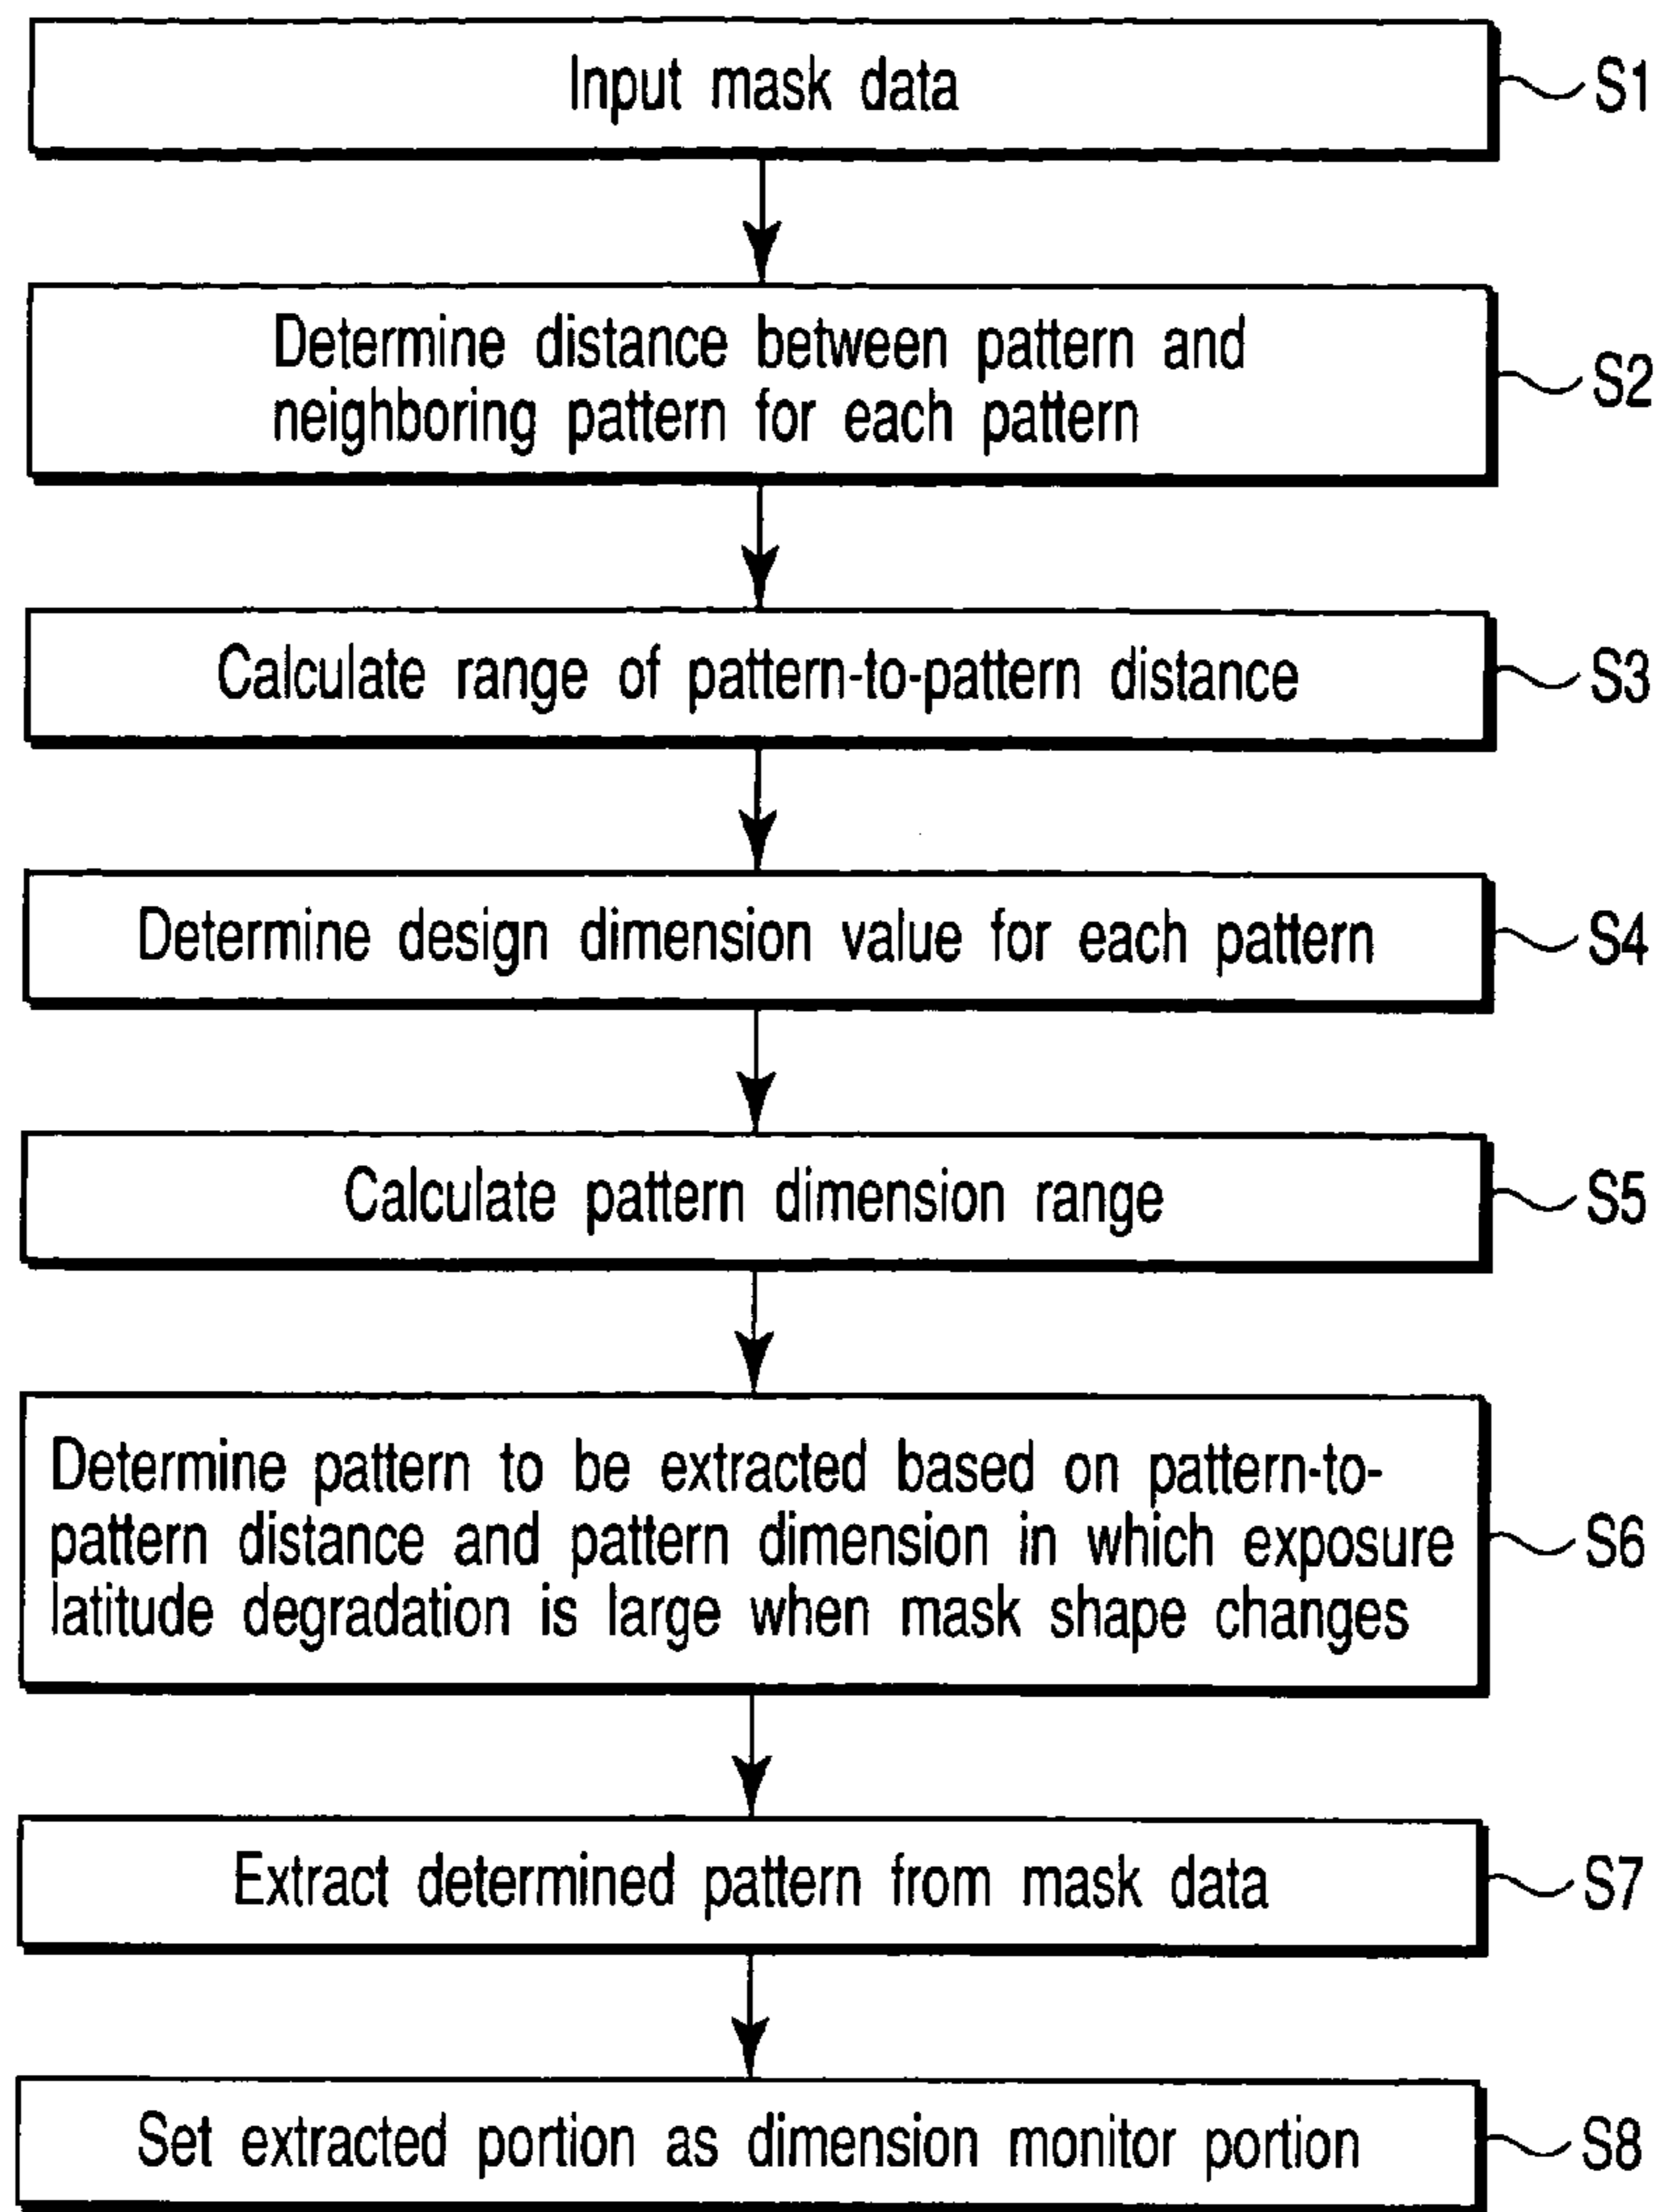 Input mask data
S1
Determine distance between pattern and
neighboring pattern for each pattern
S2
Calculate range of pattern-to-pattern distance
S3
Determine design dimension value for each pattern
S4
Calculate pattern dimension range
S5
Determine pattern to be extracted based on pattern-to-
pattern distance and pattern dimension in which exposure
latitude degradation is large when mask shape changes
S6
Extract determined pattern from mask data
S7
Set extracted portion as dimension monitor portion
S8